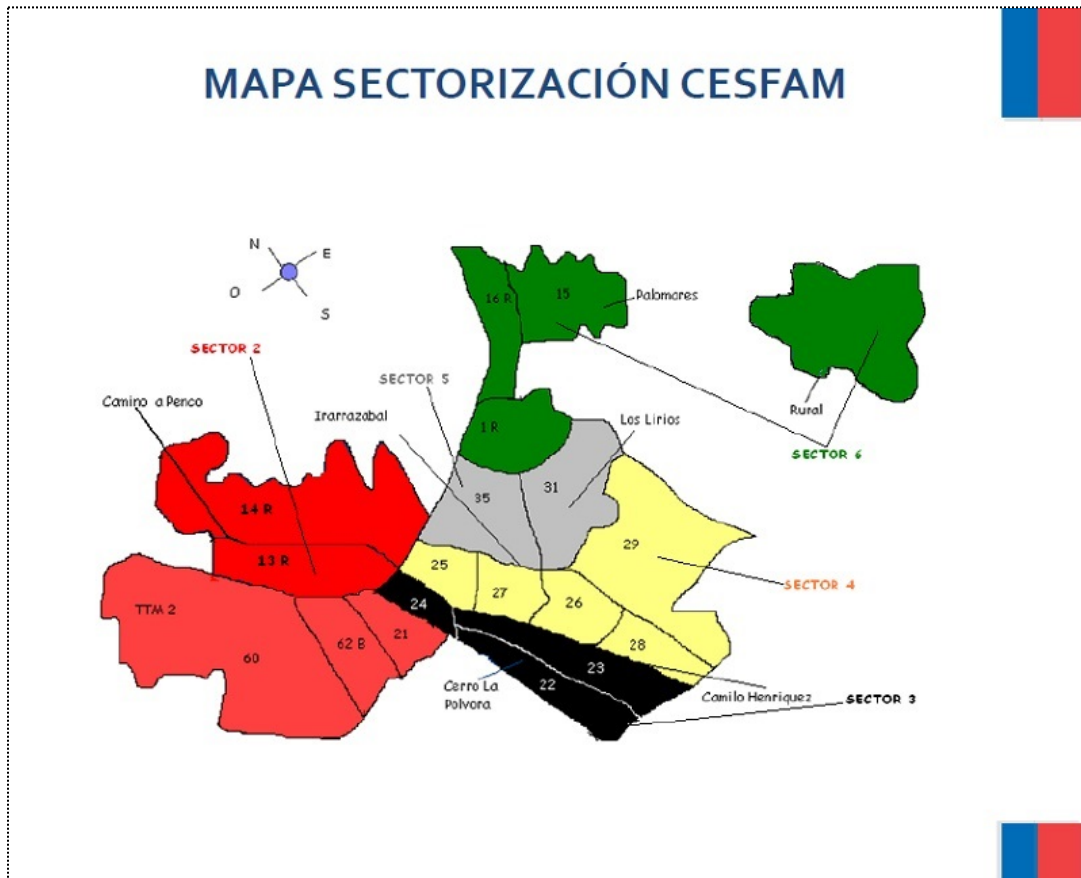 MAPA SECTORIZACIÓN CESFAM
N
E
O
S
16 R
15
Palomares
SECTOR 2
SECTOR 5
Camino a Penco
Irarrazabal
Los Lirios
Rural
1 R
SECTOR 6
35
31
14 R
29
13 R
25
SECTOR 4
27
24
26
TTM 2
62 B
21
28
60
23
22
Cerro La
Polvora
Camilo Henriquez
SECTOR 3